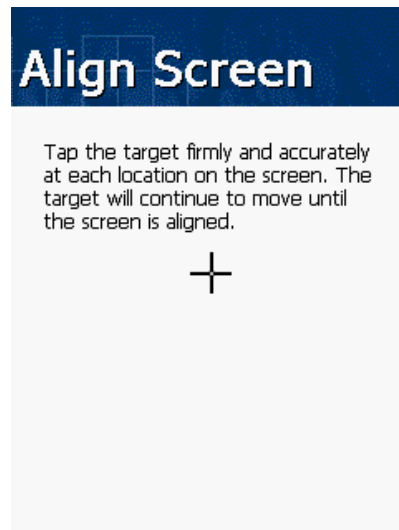 Align Screen
Tap the target firmly and accurately
at each location on the screen. The
target will continue to move until
the screen is aligned.